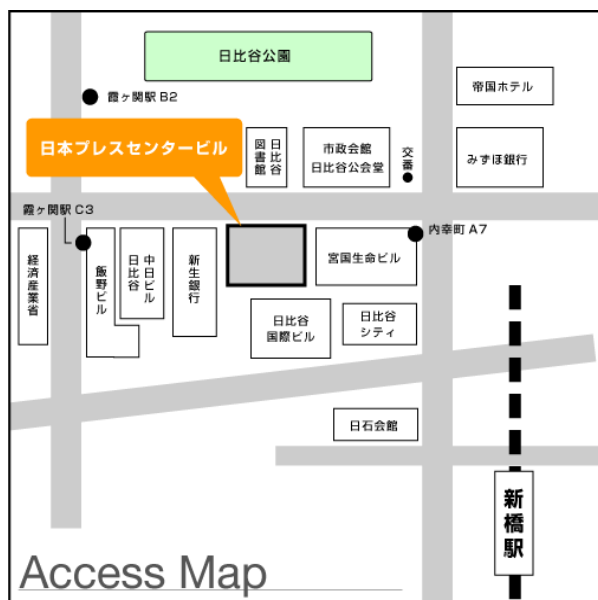 日比谷公園
霞ヶ関駅 B2
帝国ホテル
日本プレスセンタービル
日比谷
図書館
市政会館
日比谷公会堂
交番
みずほ銀行
霞ヶ関駅 C3
内幸町 A7
経済産業省
飯野ビル
中日ビル
日比谷
新生銀行
宮国生命ビル
日比谷
国際ビル
日比谷
シティ
日石会館
新橋駅
Access Map